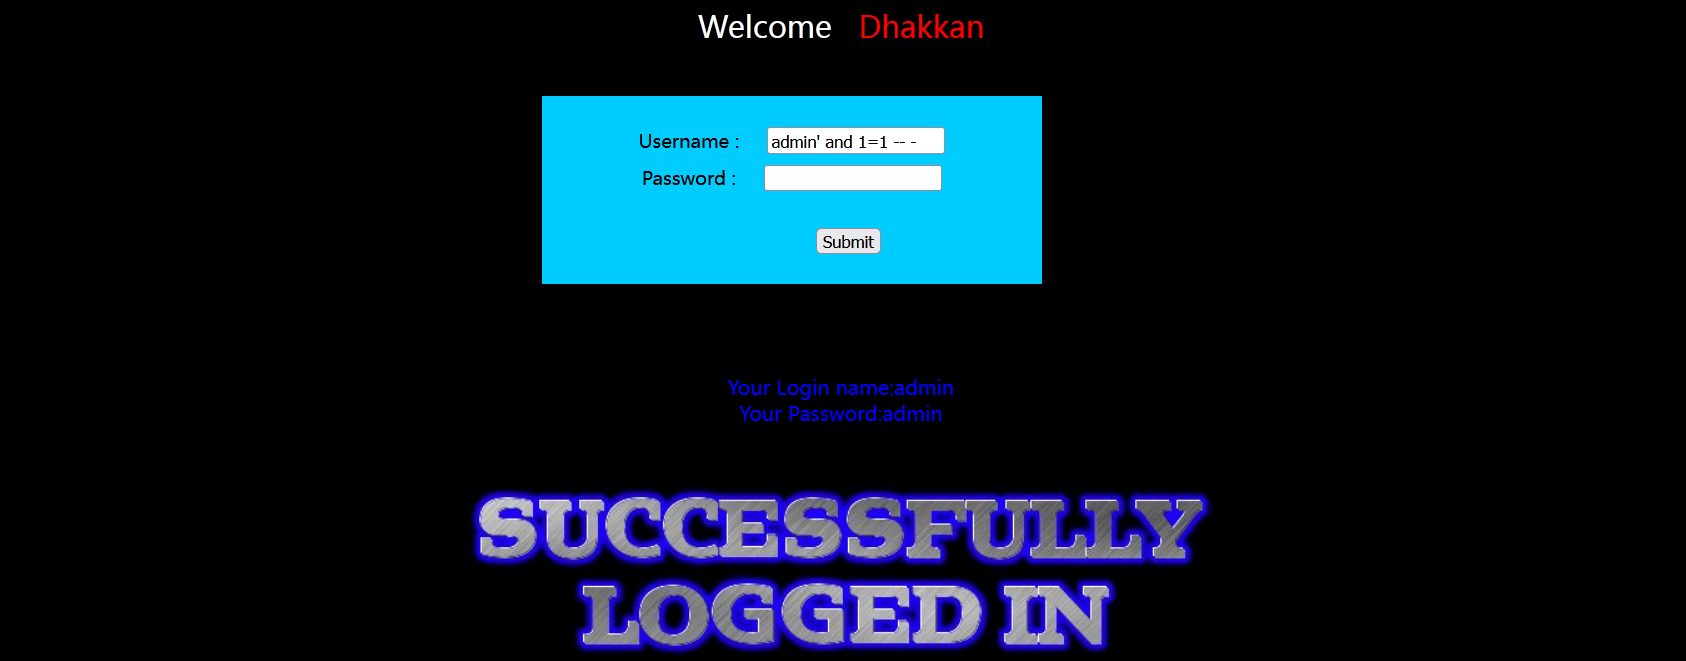 Welcome Dhakkan
Username : admin' and 1=1 -- -
Password :
Submit
Your Login name:admin
Your Password:admin
SUCCESSFULLY
LOGGED IN